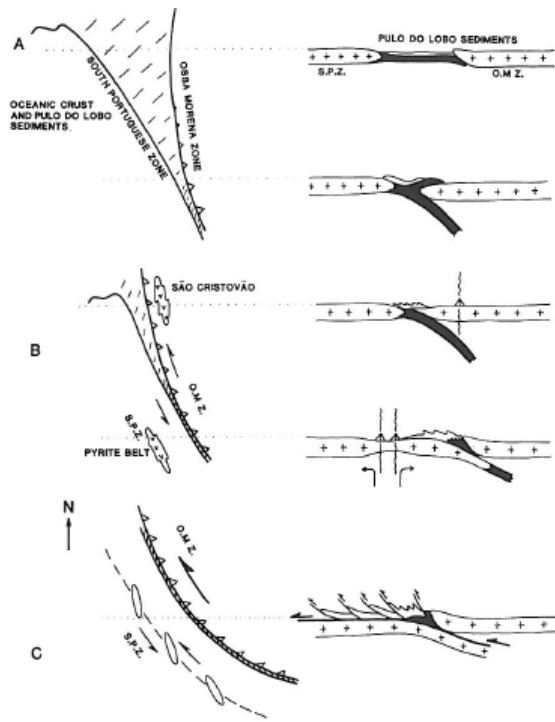 A
PULO DO LOBO SEDIMENTS
S.P.Z.
O.M Z.
OCEANIC CRUST
AND PULO DO LOBO
SEDIMENTS.
SOUTH PORTUGUESE ZONE
OSSA MORENA ZONE
B
SÃO CRISTOVÃO
O.M Z.
S.P.Z.
PYRITE BELT
N
O.M Z.
S.P.Z.
C